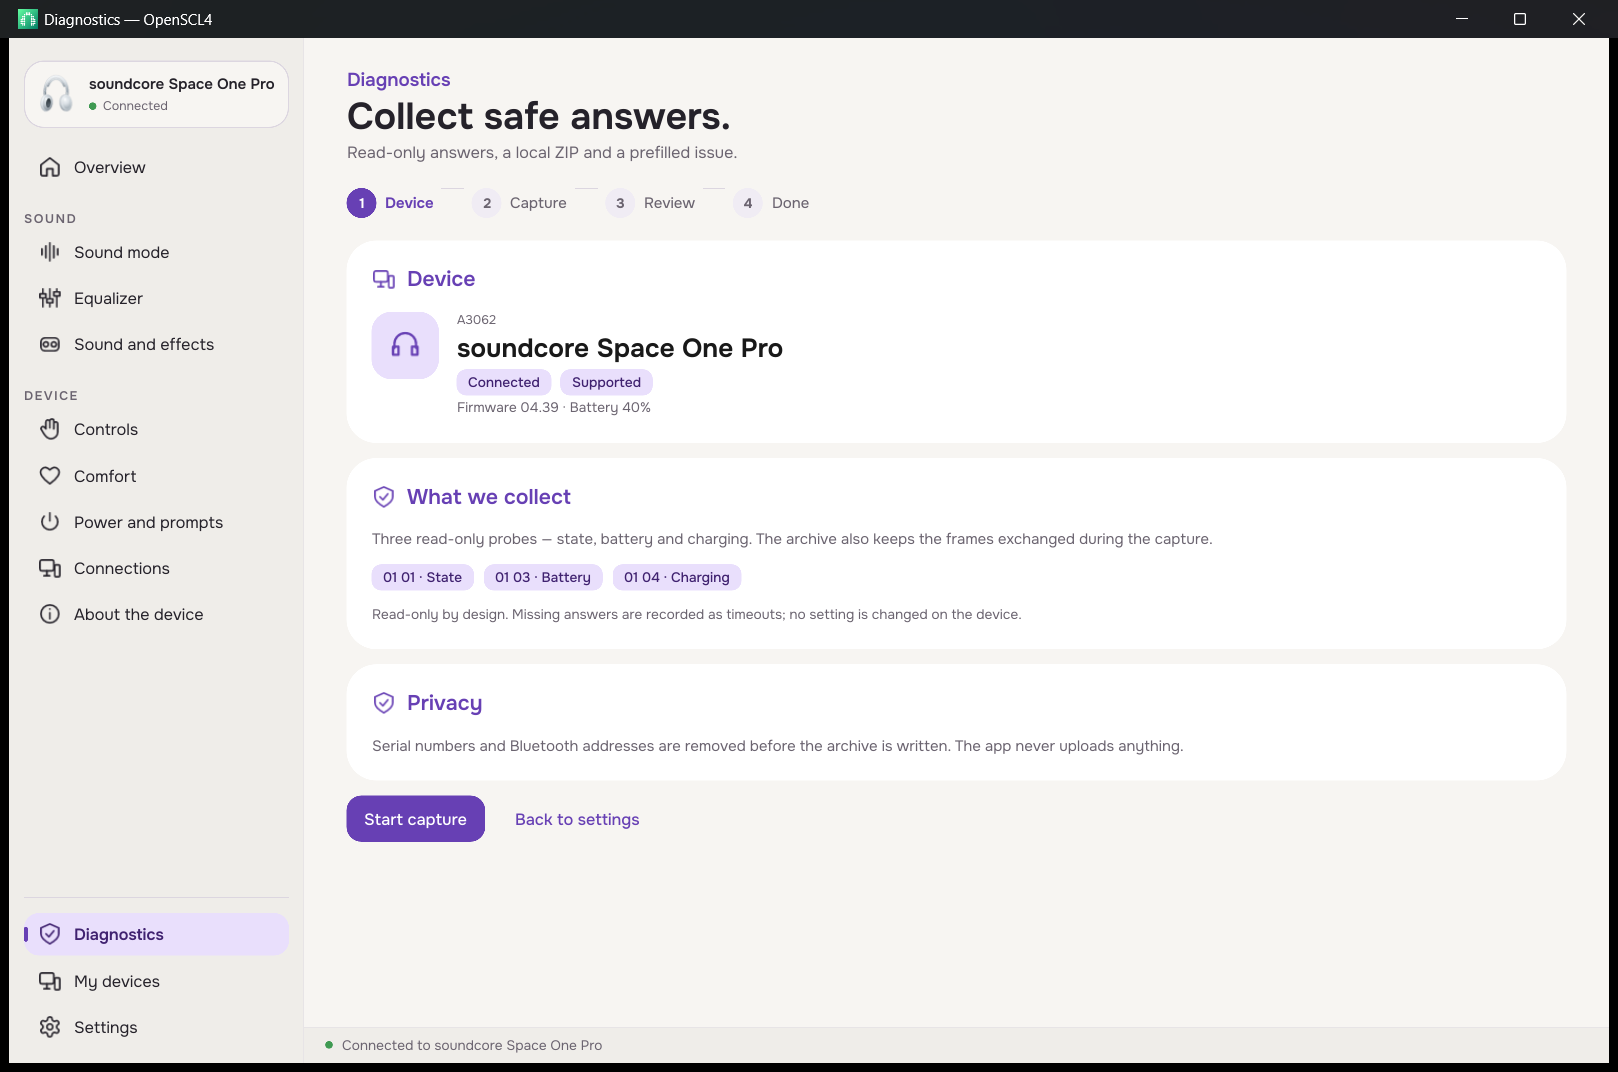 Diagnostics — OpenSCL4
soundcore Space One Pro
Connected
Overview
SOUND
Sound mode
Equalizer
Sound and effects
DEVICE
Controls
Comfort
Power and prompts
Connections
About the device
Diagnostics
My devices
Settings
Diagnostics
Collect safe answers.
Read-only answers, a local ZIP and a prefilled issue.
1 Device 2 Capture 3 Review 4 Done
Device
A3062
soundcore Space One Pro
Connected Supported
Firmware 04.39 · Battery 40%
What we collect
Three read-only probes — state, battery and charging. The archive also keeps the frames exchanged during the capture.
01 01 · State 01 03 · Battery 01 04 · Charging
Read-only by design. Missing answers are recorded as timeouts; no setting is changed on the device.
Privacy
Serial numbers and Bluetooth addresses are removed before the archive is written. The app never uploads anything.
Start capture Back to settings
Connected to soundcore Space One Pro